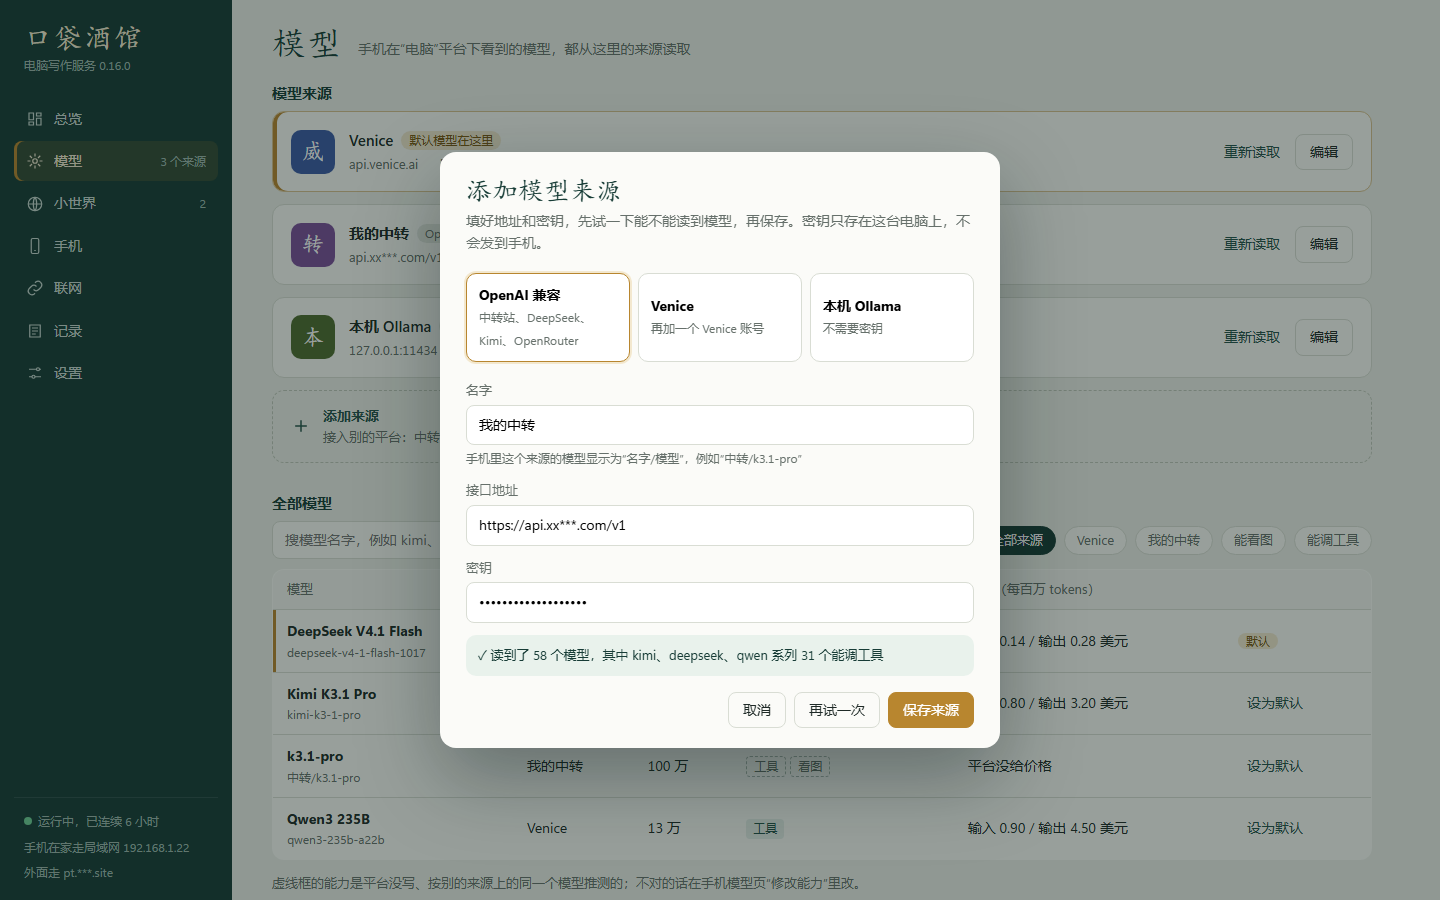 口袋酒馆
电脑写作服务 0.16.0
总览
模型 3 个来源
小世界 2
手机
联网
记录
设置
运行中，已连续 6 小时
手机在家走局域网 192.168.1.22
外面走 pt.***.site
模型 手机在“电脑”平台下看到的模型，都从这里的来源读取
模型来源
威 Venice 默认模型在这里
api.venice.ai
重新读取 编辑
转 我的中转 Op
api.xx***.com/v1
重新读取 编辑
本 本机 Ollama
127.0.0.1:11434
重新读取 编辑
+ 添加来源
接入别的平台：中转
添加模型来源
填好地址和密钥，先试一下能不能读到模型，再保存。密钥只存在这台电脑上，不
会发到手机。
OpenAI 兼容
中转站、DeepSeek、
Kimi、OpenRouter
Venice
再加一个 Venice 账号
本机 Ollama
不需要密钥
名字
我的中转
手机里这个来源的模型显示为“名字/模型”，例如“中转/k3.1-pro”
接口地址
https://api.xx***.com/v1
密钥
•••••••••••••••••••
✓ 读到了 58 个模型，其中 kimi、deepseek、qwen 系列 31 个能调工具
取消 再试一次 保存来源
全部模型
搜模型名字，例如 kimi、
全部来源 Venice 我的中转 能看图 能调工具
模型 （每百万 tokens）
DeepSeek V4.1 Flash
deepseek-v4-1-flash-1017
0.14 / 输出 0.28 美元 默认
Kimi K3.1 Pro
kimi-k3-1-pro
0.80 / 输出 3.20 美元 设为默认
k3.1-pro
中转/k3.1-pro
我的中转 100 万 工具 看图 平台没给价格 设为默认
Qwen3 235B
qwen3-235b-a22b
Venice 13 万 工具 输入 0.90 / 输出 4.50 美元 设为默认
虚线框的能力是平台没写、按别的来源上的同一个模型推测的；不对的话在手机模型页“修改能力”里改。